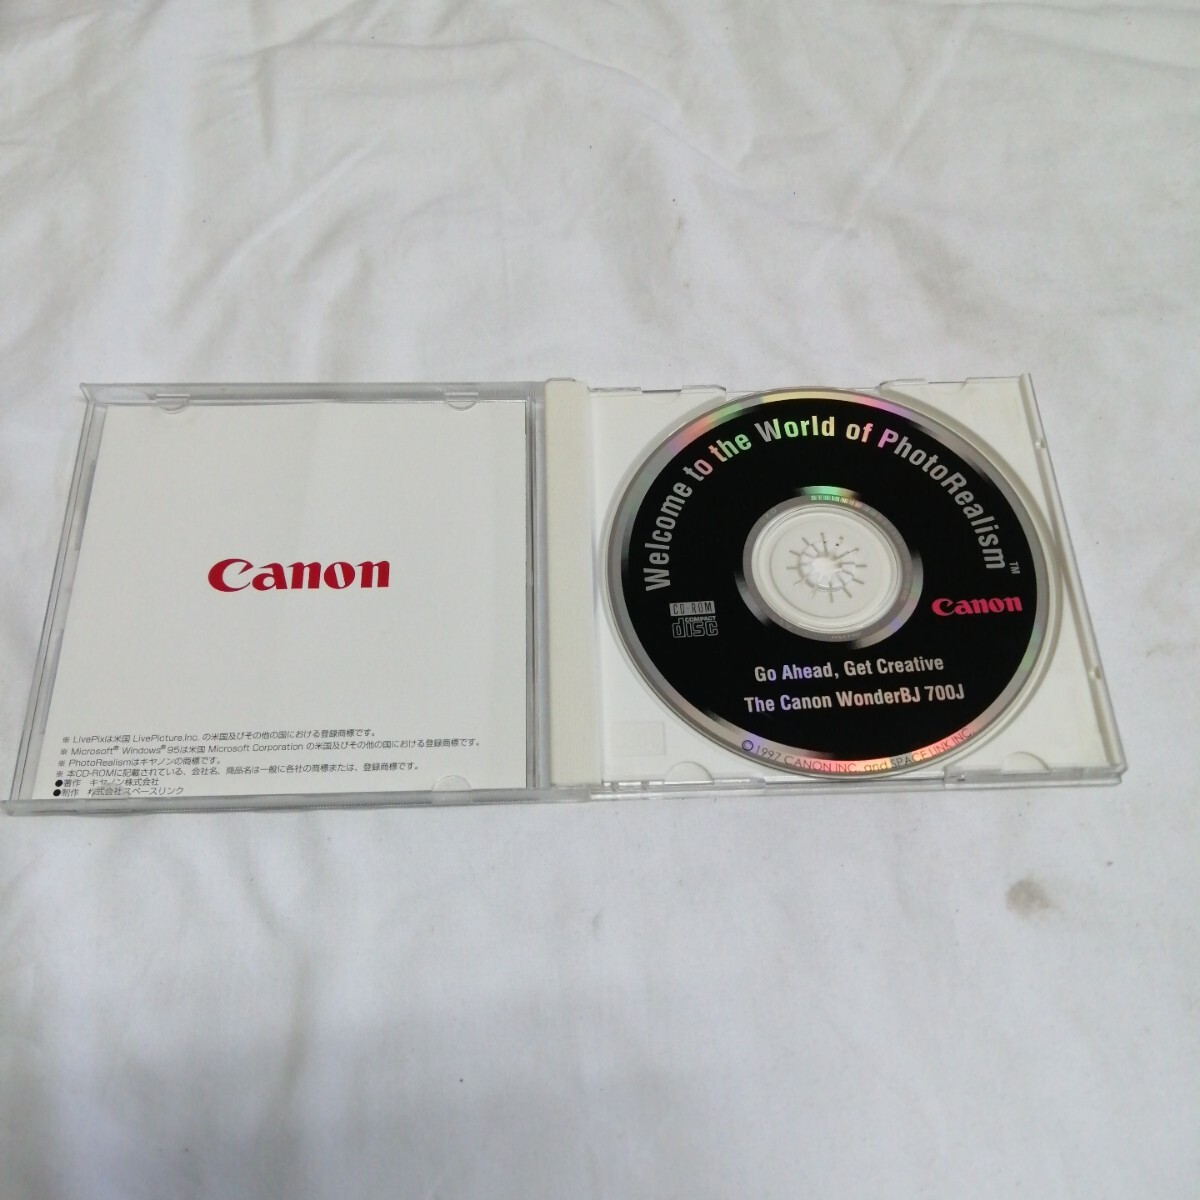 Canon
※ LivePixは米国 LivePicture,Inc. の米国及びその他の国における登録商標です。
※ Microsoft® Windows®95は米国 Microsoft Corporation の米国及びその他の国における登録商標です。
※ PhotoRealismはキヤノンの商標です。
※ 本CD-ROMに記載されている、会社名、商品名は一般に各社の商標または、登録商標です。
●著作 キヤノン株式会社
●制作 株式会社スペースリンク
Welcome to the World of PhotoRealism™
CD-ROM
COMPACT
disc
Canon
Go Ahead, Get Creative
The Canon WonderBJ 700J
©1997 CANON INC. and SPACE LINK INC.